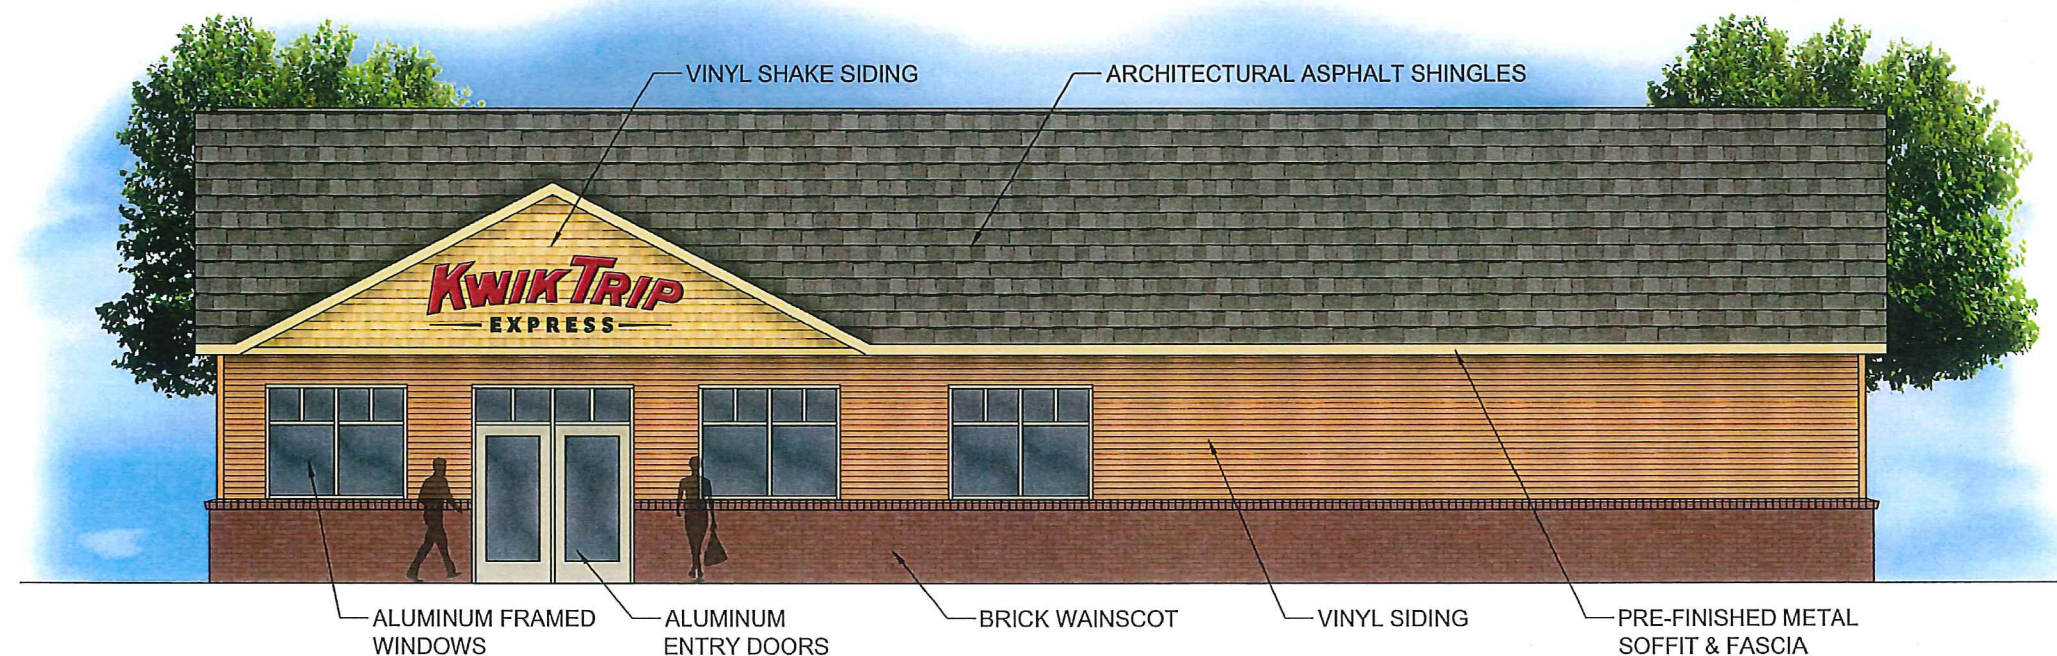 VINYL SHAKE SIDING
ARCHITECTURAL ASPHALT SHINGLES
KWIK TRIP
EXPRESS
ALUMINUM FRAMED
WINDOWS
ALUMINUM
ENTRY DOORS
BRICK WAINSCOT
VINYL SIDING
PRE-FINISHED METAL
SOFFIT & FASCIA